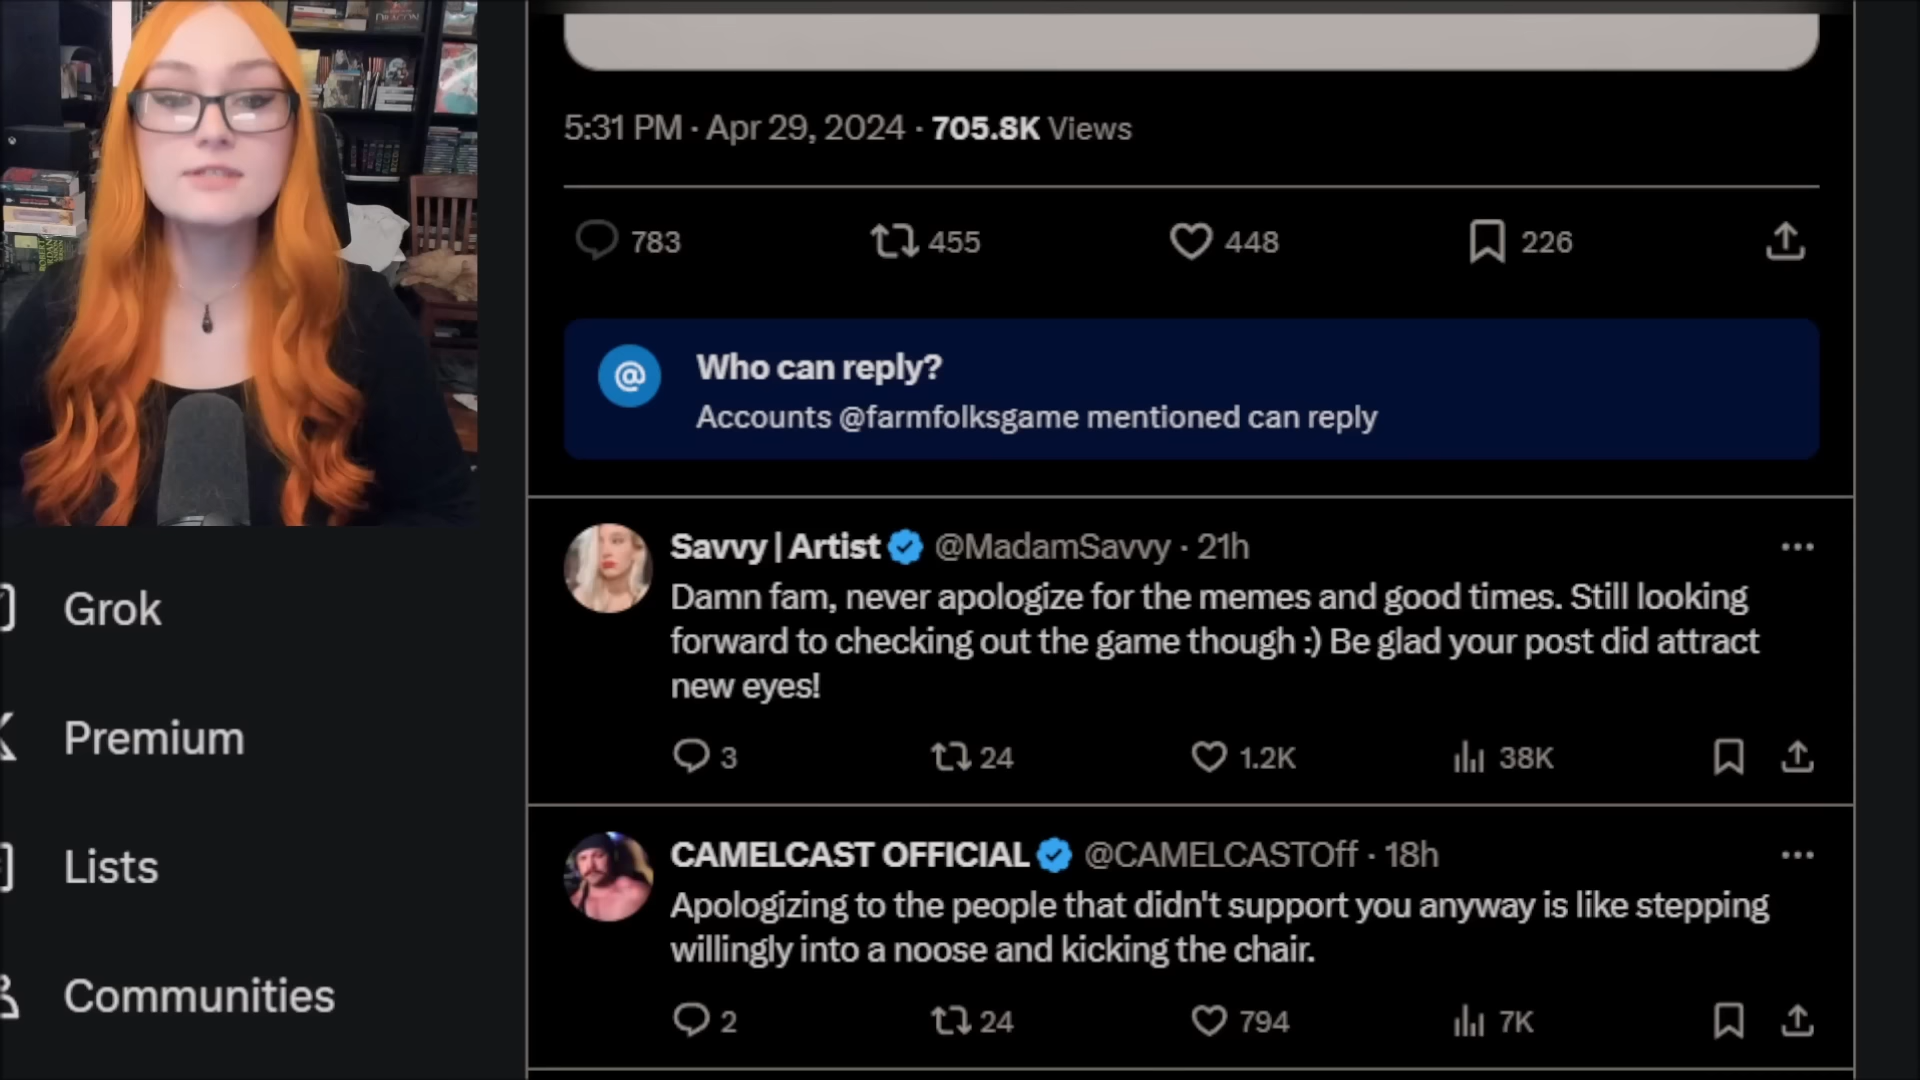 DRAGON
ROBERT
JORDAN
5:31 PM · Apr 29, 2024 · 705.8K Views
783 455 448 226
@ Who can reply?
Accounts @farmfolksgame mentioned can reply
Savvy | Artist @MadamSavvy · 21h
Damn fam, never apologize for the memes and good times. Still looking
forward to checking out the game though :) Be glad your post did attract
new eyes!
3 24 1.2K 38K
CAMELCAST OFFICIAL @CAMELCASTOff · 18h
Apologizing to the people that didn't support you anyway is like stepping
willingly into a noose and kicking the chair.
2 24 794 7K
Grok
Premium
Lists
Communities